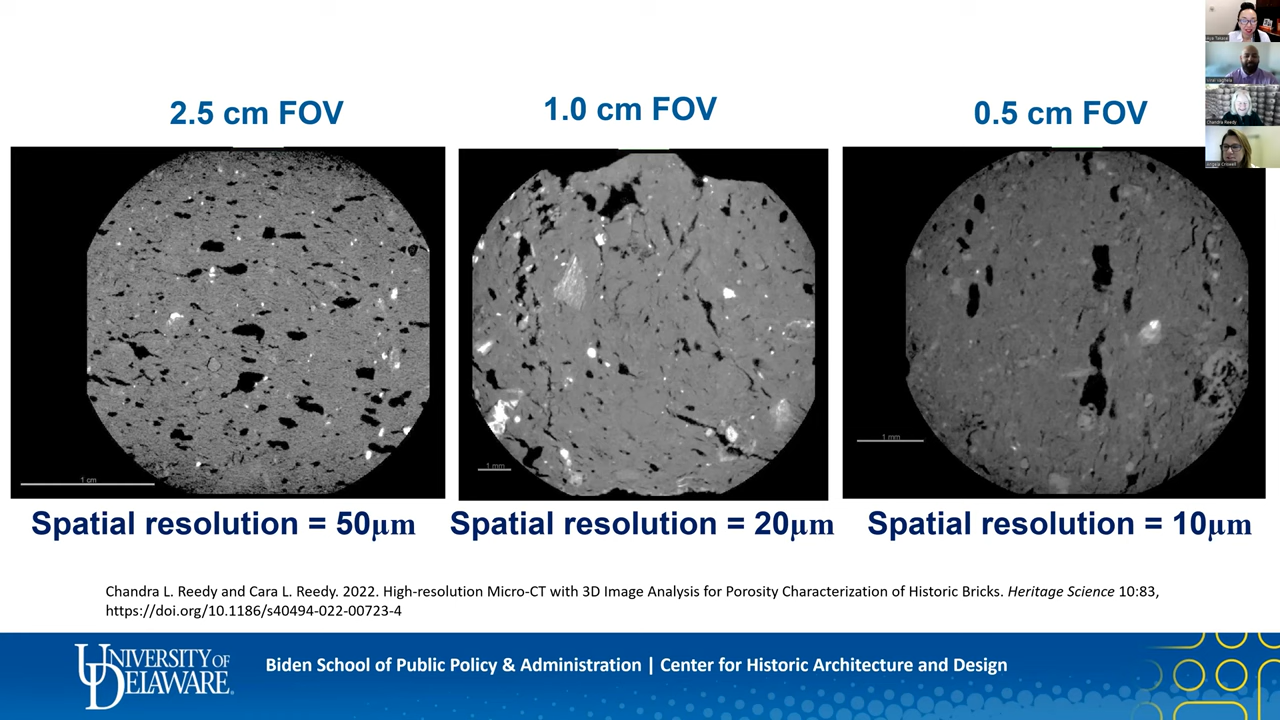 2.5 cm FOV
1.0 cm FOV
0.5 cm FOV
1 cm
1 mm
1 mm
Spatial resolution = 50µm
Spatial resolution = 20µm
Spatial resolution = 10µm
Chandra L. Reedy and Cara L. Reedy. 2022. High-resolution Micro-CT with 3D Image Analysis for Porosity Characterization of Historic Bricks. Heritage Science 10:83,
https://doi.org/10.1186/s40494-022-00723-4
UNIVERSITY OF
DELAWARE®
Biden School of Public Policy & Administration | Center for Historic Architecture and Design
Chandra Reedy